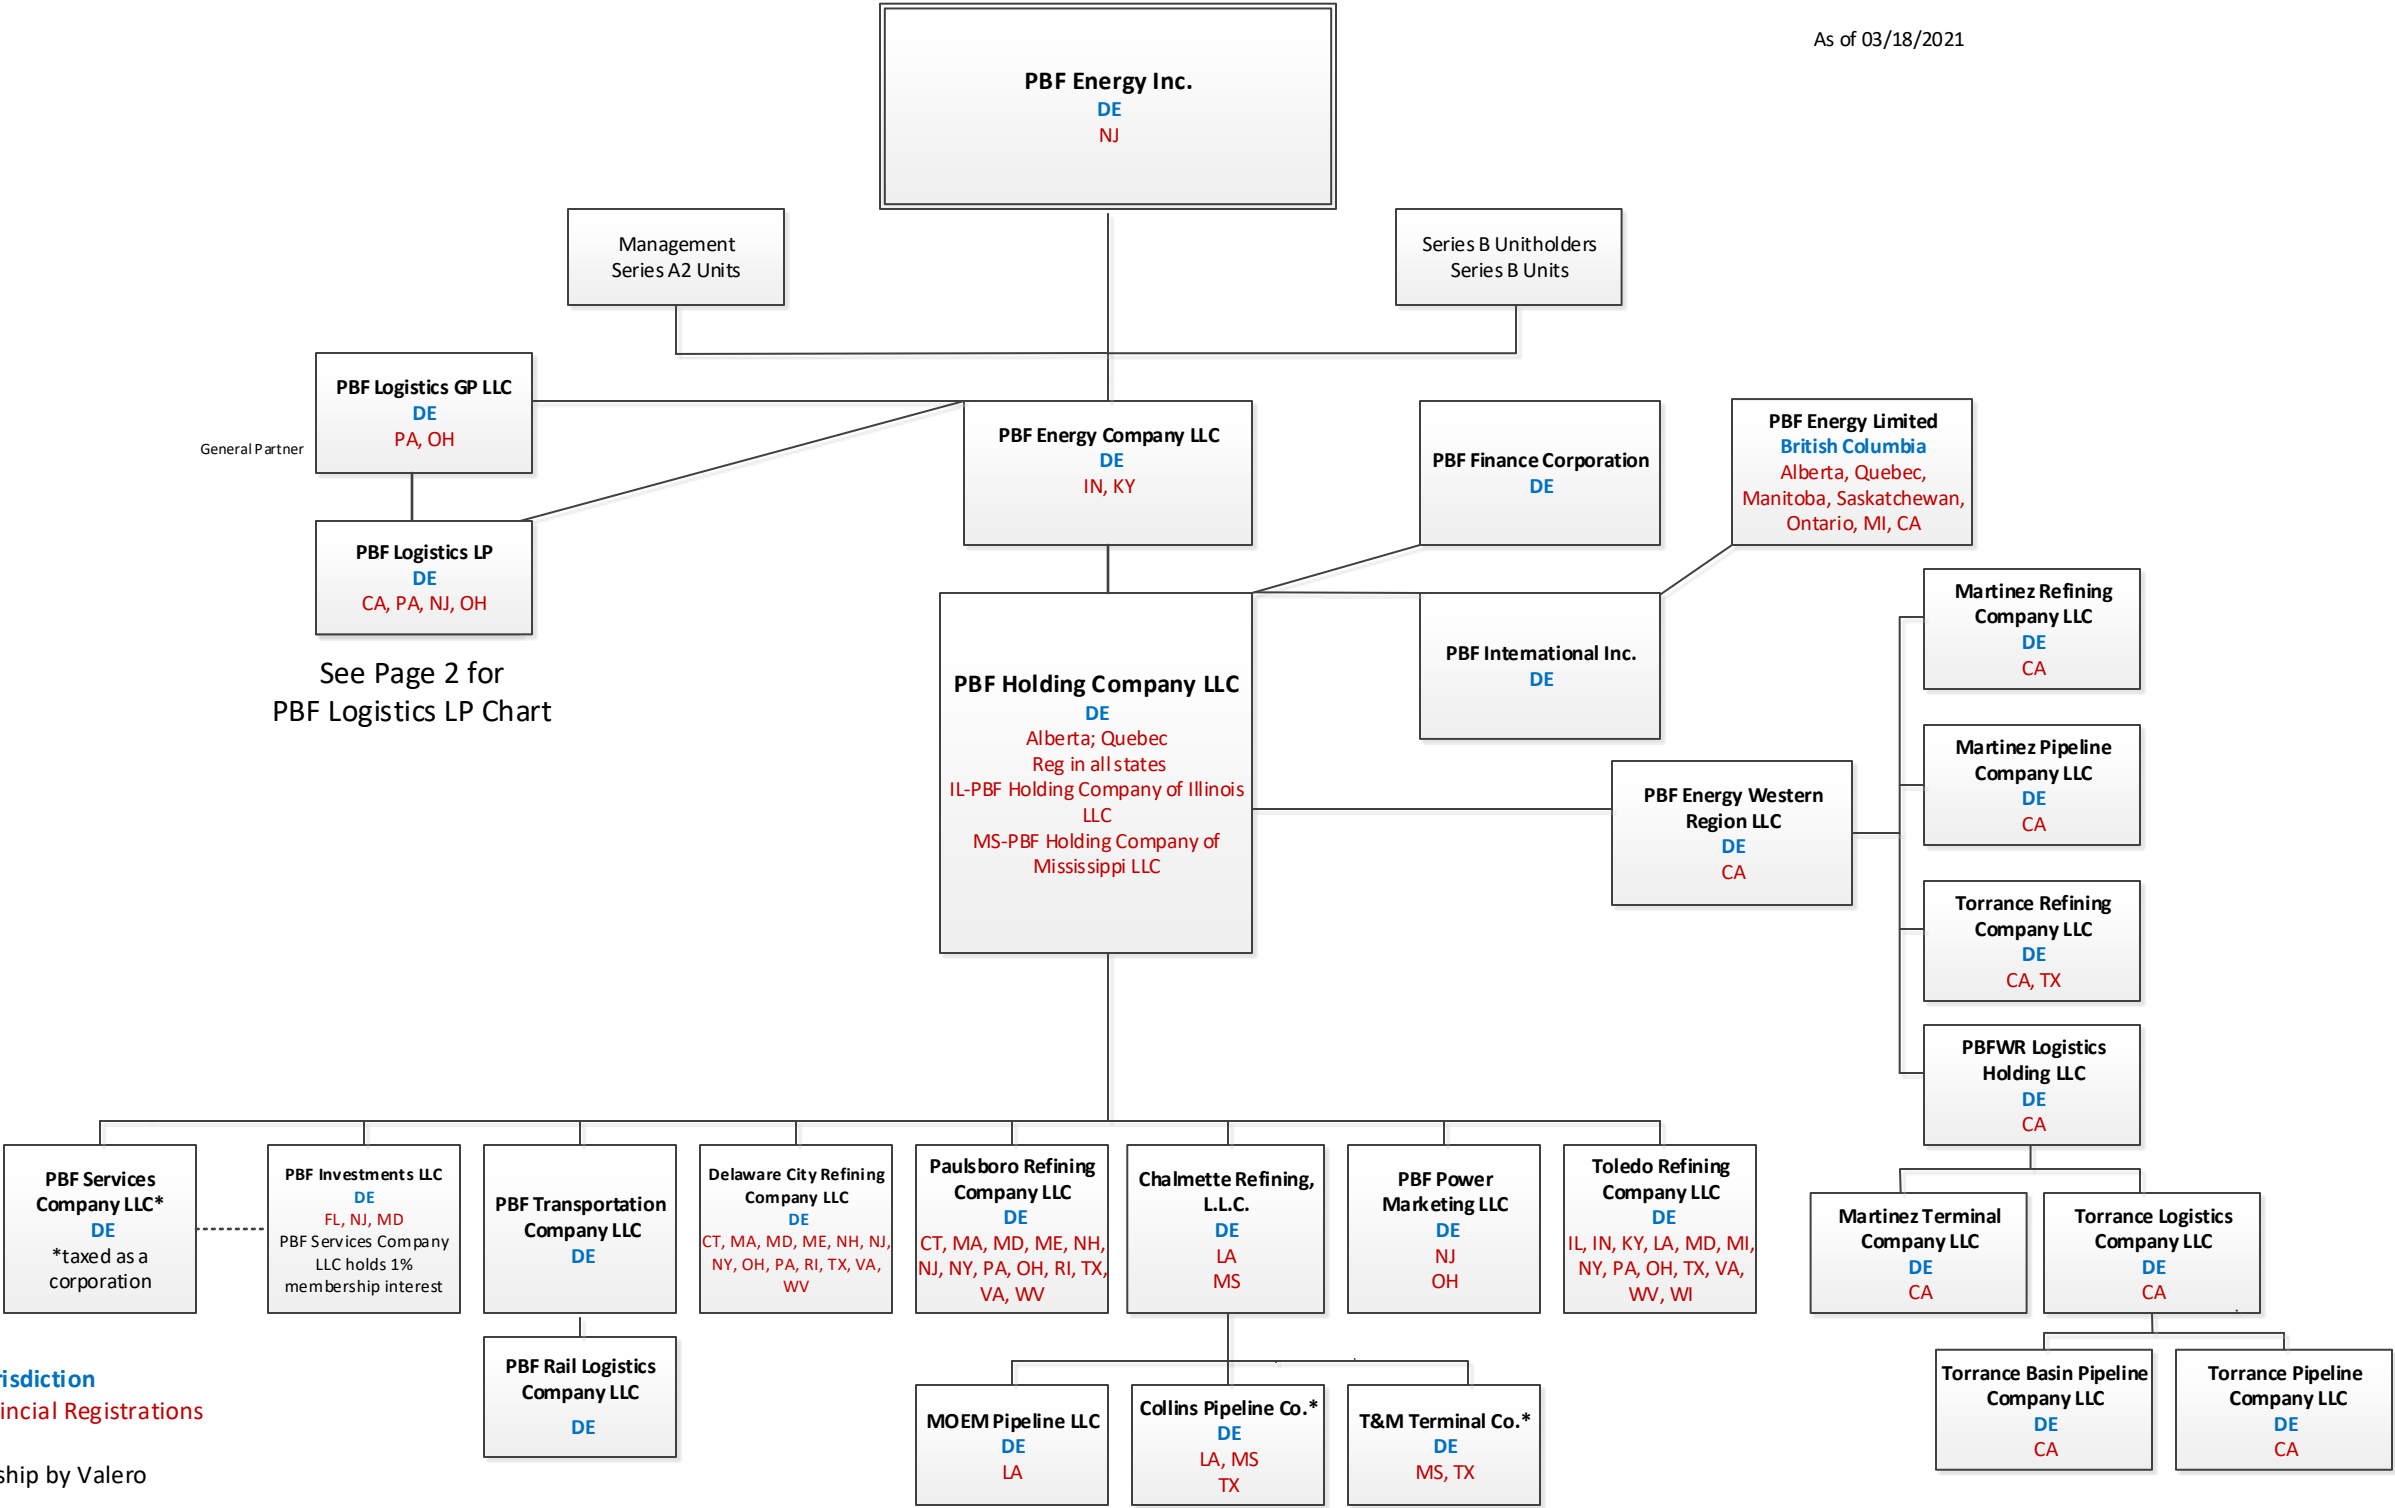 As of 03/18/2021
PBF Energy Inc.
DE
NJ
Management
Series A2 Units
Series B Unitholders
Series B Units
PBF Logistics GP LLC
DE
PA, OH
General Partner
PBF Energy Company LLC
DE
IN, KY
PBF Finance Corporation
DE
PBF Energy Limited
British Columbia
Alberta, Quebec,
Manitoba, Saskatchewan,
Ontario, MI, CA
PBF Logistics LP
DE
CA, PA, NJ, OH
See Page 2 for
PBF Logistics LP Chart
PBF Holding Company LLC
DE
Alberta; Quebec
Reg in all states
IL-PBF Holding Company of Illinois
LLC
MS-PBF Holding Company of
Mississippi LLC
PBF International Inc.
DE
PBF Energy Western
Region LLC
DE
CA
Martinez Refining
Company LLC
DE
CA
Martinez Pipeline
Company LLC
DE
CA
Torrance Refining
Company LLC
DE
CA, TX
PBFWR Logistics
Holding LLC
DE
CA
PBF Services
Company LLC*
DE
*taxed as a
corporation
PBF Investments LLC
DE
FL, NJ, MD
PBF Services Company
LLC holds 1%
membership interest
PBF Transportation
Company LLC
DE
Delaware City Refining
Company LLC
DE
CT, MA, MD, ME, NH, NJ,
NY, OH, PA, RI, TX, VA,
WV
Paulsboro Refining
Company LLC
DE
CT, MA, MD, ME, NH,
NJ, NY, PA, OH, RI, TX,
VA, WV
Chalmette Refining,
L.L.C.
DE
LA
MS
PBF Power
Marketing LLC
DE
NJ
OH
Toledo Refining
Company LLC
DE
IL, IN, KY, LA, MD, MI,
NY, PA, OH, TX, VA,
WV, WI
Martinez Terminal
Company LLC
DE
CA
Torrance Logistics
Company LLC
DE
CA
PBF Rail Logistics
Company LLC
DE
MOEM Pipeline LLC
DE
LA
Collins Pipeline Co.*
DE
LA, MS
TX
T&M Terminal Co.*
DE
MS, TX
Torrance Basin Pipeline
Company LLC
DE
CA
Torrance Pipeline
Company LLC
DE
CA
risdiction
incial Registrations
ship by Valero